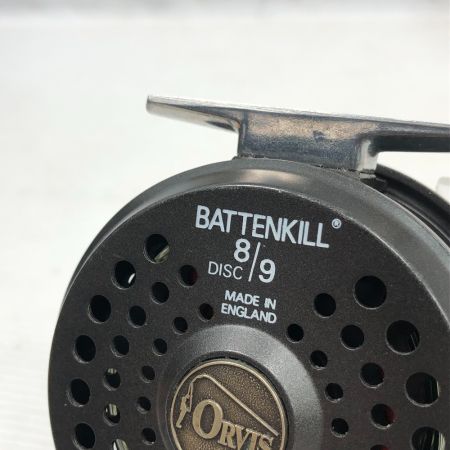 BATTENKILL®
8/9
DISC
MADE IN
ENGLAND
ORVIS